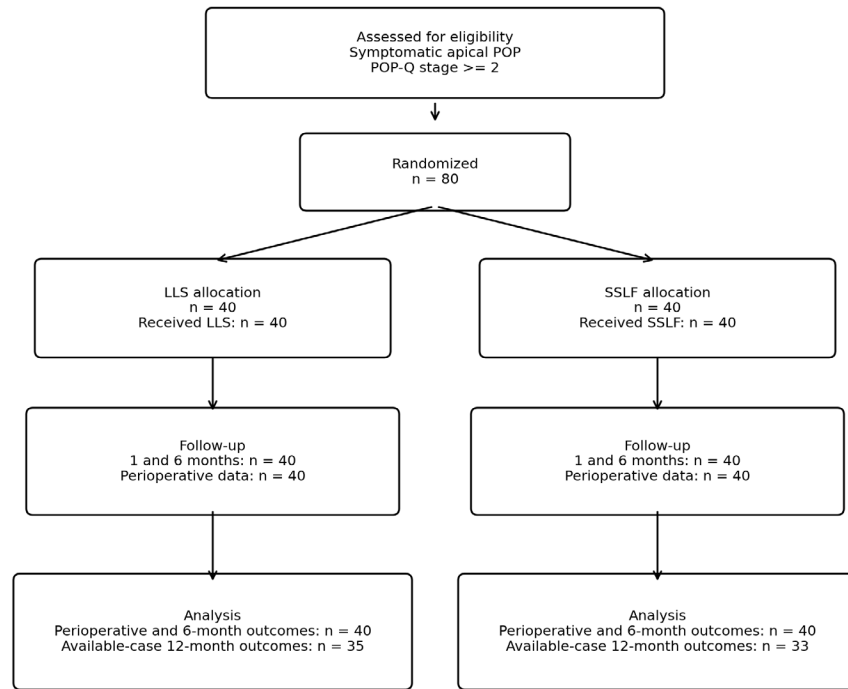 Assessed for eligibility
Symptomatic apical POP
POP-Q stage >= 2
Randomized
n = 80
LLS allocation
n = 40
Received LLS: n = 40
SSLF allocation
n = 40
Received SSLF: n = 40
Follow-up
1 and 6 months: n = 40
Perioperative data: n = 40
Follow-up
1 and 6 months: n = 40
Perioperative data: n = 40
Analysis
Perioperative and 6-month outcomes: n = 40
Available-case 12-month outcomes: n = 35
Analysis
Perioperative and 6-month outcomes: n = 40
Available-case 12-month outcomes: n = 33